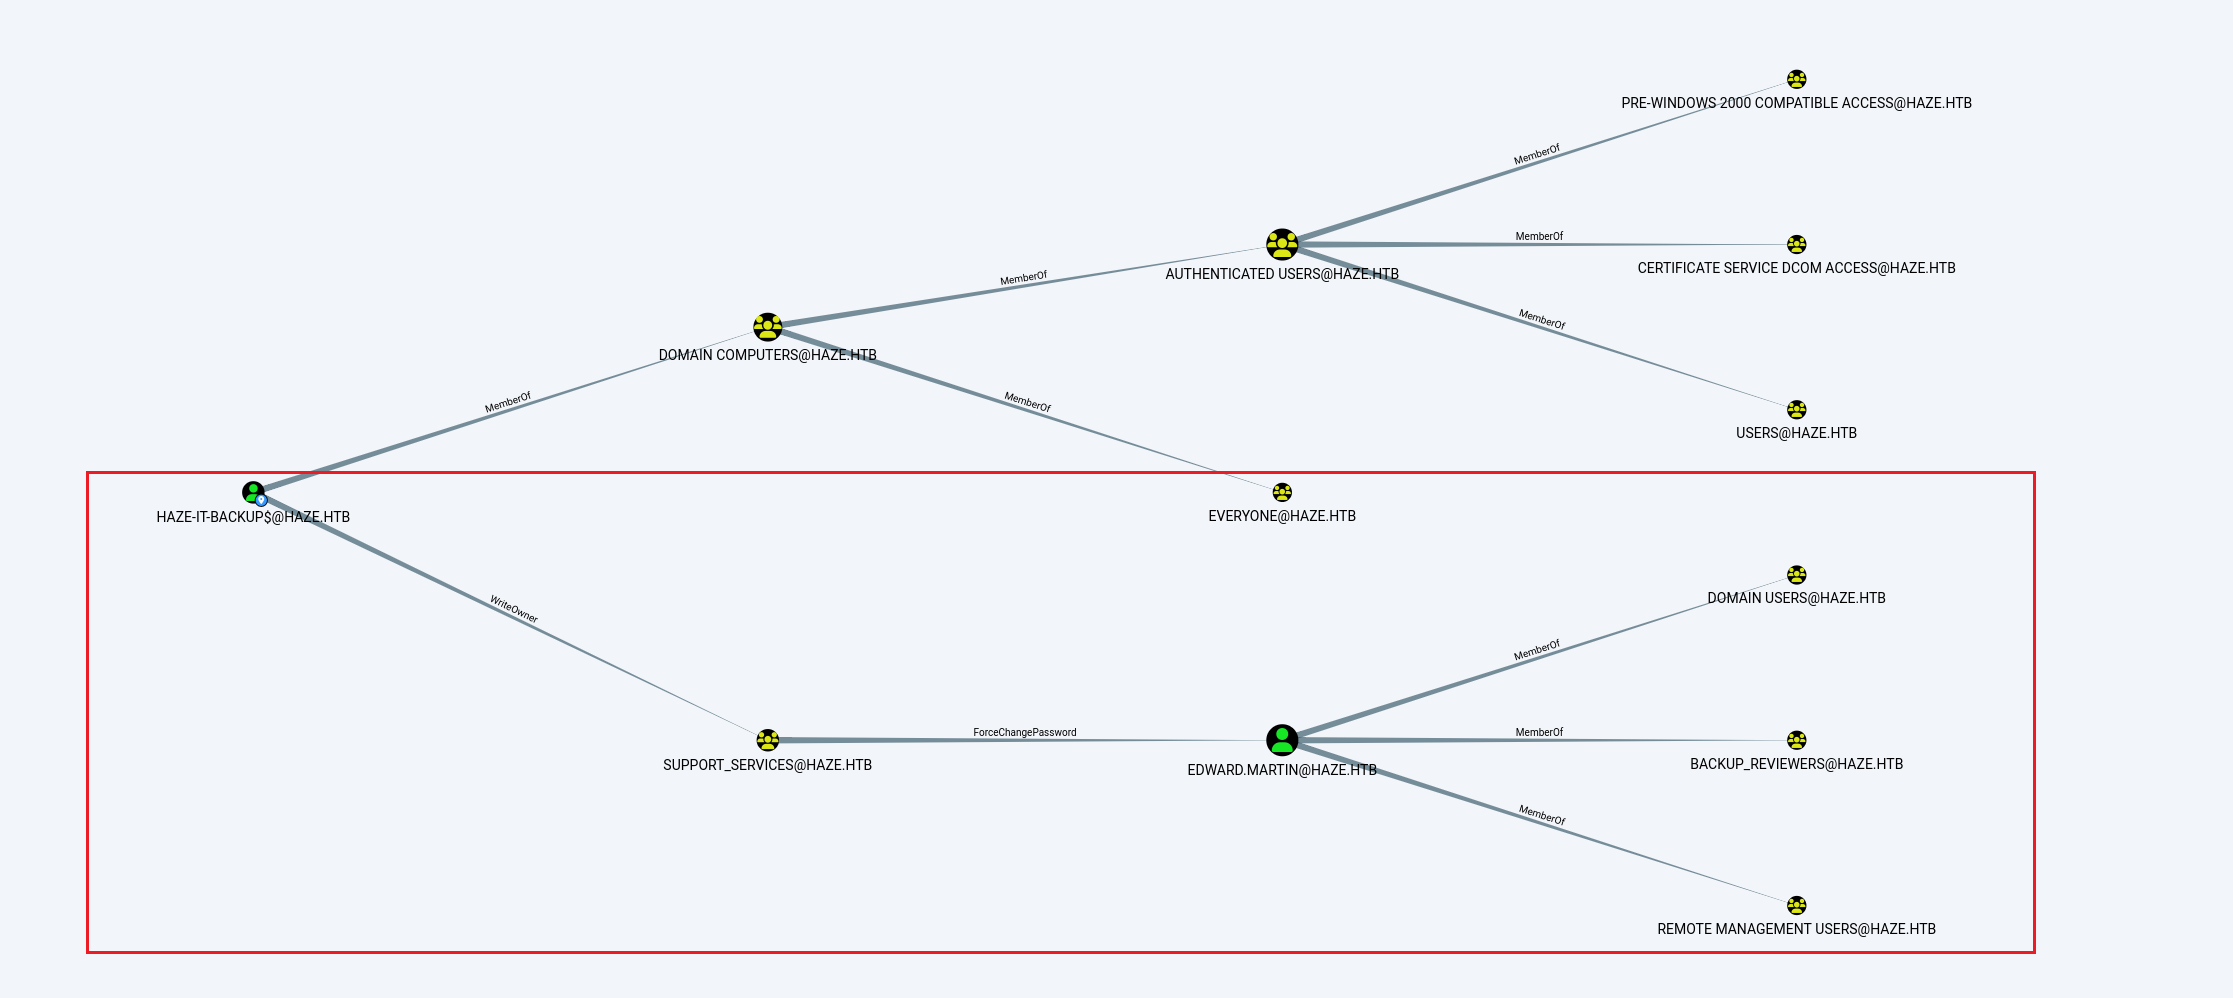 PRE-WINDOWS 2000 COMPATIBLE ACCESS@HAZE.HTB
MemberOf
MemberOf
CERTIFICATE SERVICE DCOM ACCESS@HAZE.HTB
AUTHENTICATED USERS@HAZE.HTB
MemberOf
MemberOf
DOMAIN COMPUTERS@HAZE.HTB
MemberOf
MemberOf
USERS@HAZE.HTB
HAZE-IT-BACKUP$@HAZE.HTB
EVERYONE@HAZE.HTB
DOMAIN USERS@HAZE.HTB
WriteOwner
MemberOf
ForceChangePassword
MemberOf
SUPPORT_SERVICES@HAZE.HTB
EDWARD.MARTIN@HAZE.HTB
BACKUP_REVIEWERS@HAZE.HTB
MemberOf
REMOTE MANAGEMENT USERS@HAZE.HTB